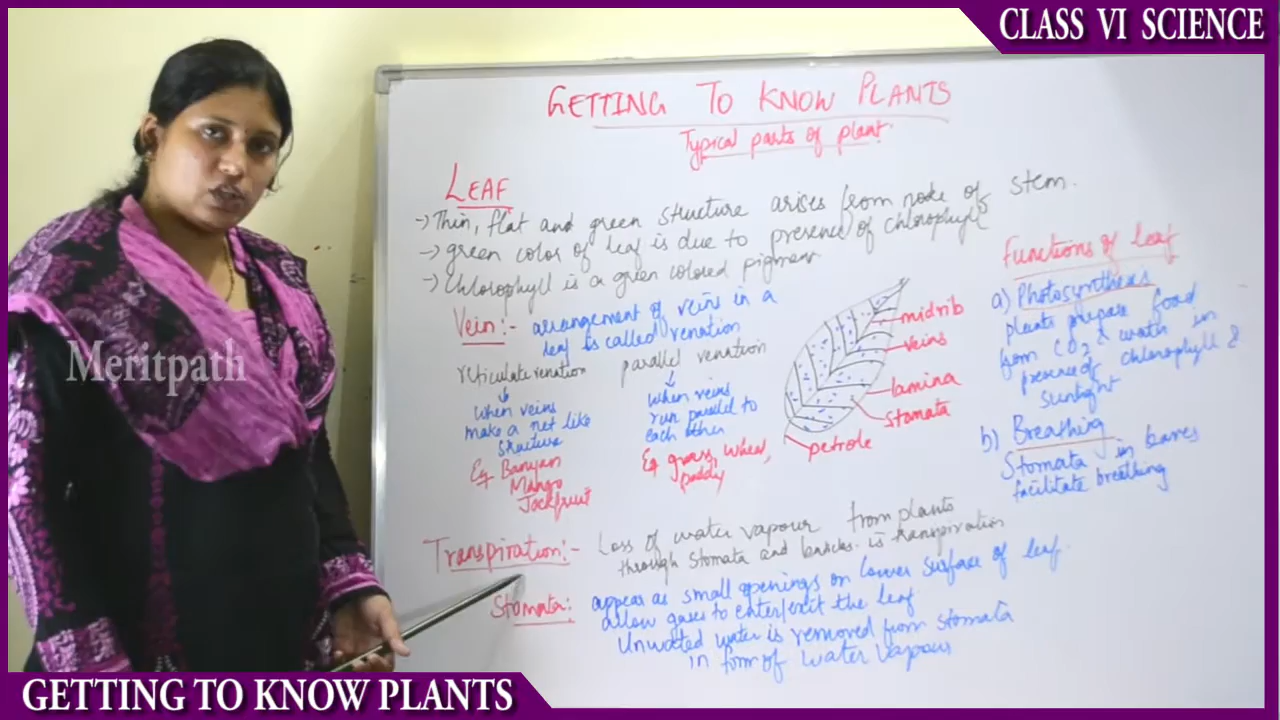 CLASS VI SCIENCE
GETTING TO KNOW PLANTS
Typical parts of plant
LEAF
→ Thin, flat and green structure arises from node of stem.
→ green color of leaf is due to presence of chlorophyll
→ Chlorophyll is a green colored pigment
Vein:- arrangement of veins in a
leaf is called venation
reticulate venation
↓
when veins
make a net like
structure
Eg Banyan
Mango
Jackfruit
parallel venation
↓
when veins
run parallel to
each other
Eg grass, wheat,
paddy
midrib
veins
lamina
stomata
petiole
Functions of leaf
a) Photosynthesis
plants prepare food
from CO2 & water in
presence of chlorophyll &
sunlight
b) Breathing
Stomata in leaves
facilitate breathing
Transpiration:- Loss of water vapour from plants
through stomata and is transpiration
Stomata: appear as small openings on lower surface of leaf.
allow gases to enter/exit the leaf
Unwated water is removed from stomata
in form of water vapour
Meritpath
GETTING TO KNOW PLANTS